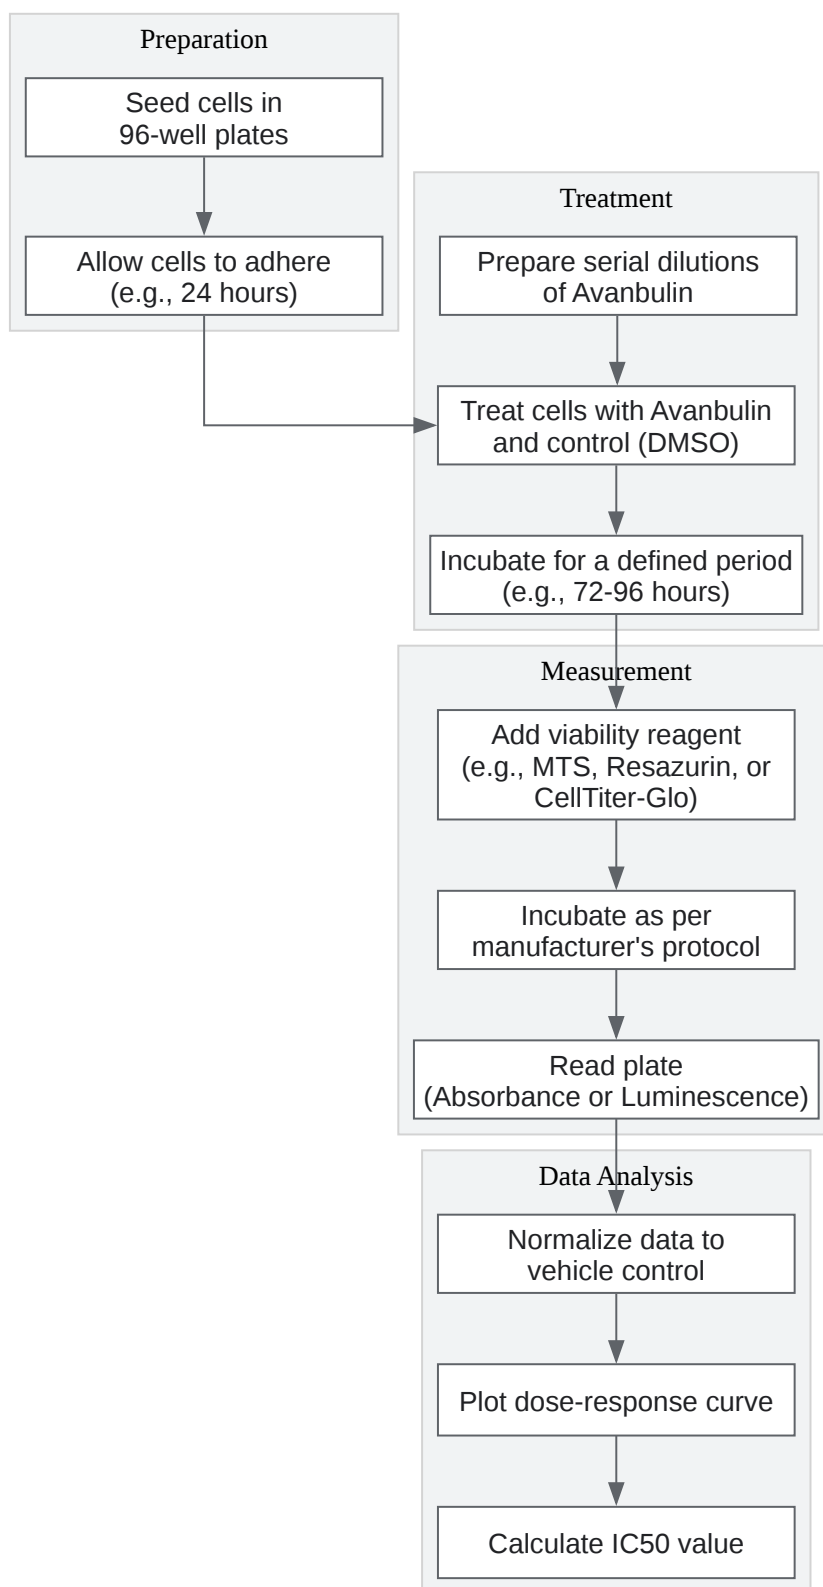 Preparation
Seed cells in
96-well plates
Allow cells to adhere
(e.g., 24 hours)
Treatment
Prepare serial dilutions
of Avanbulin
Treat cells with Avanbulin
and control (DMSO)
Incubate for a defined period
(e.g., 72-96 hours)
Measurement
Add viability reagent
(e.g., MTS, Resazurin, or
CellTiter-Glo)
Incubate as per
manufacturer's protocol
Read plate
(Absorbance or Luminescence)
Data Analysis
Normalize data to
vehicle control
Plot dose-response curve
Calculate IC50 value